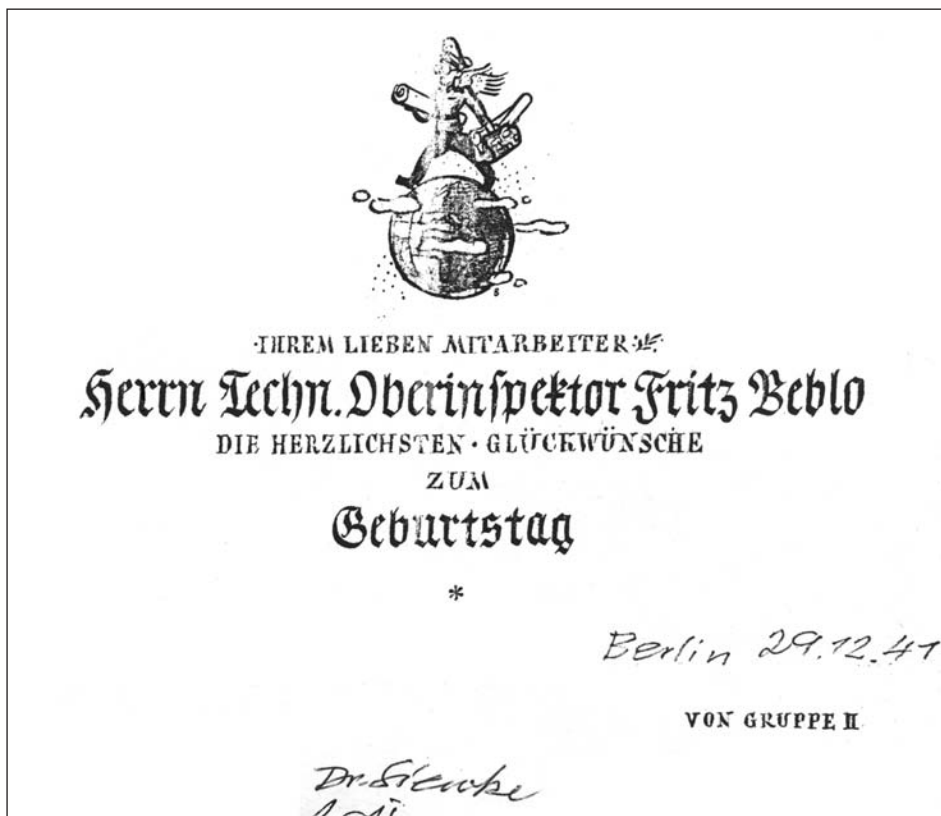 ·IHREM LIEBEN MITARBEITER·
Herrn Techn. Oberinspektor Fritz Beblo
DIE HERZLICHSTEN · GLÜCKWÜNSCHE
ZUM
Geburtstag
*
Berlin 29.12.41
VON GRUPPE II
Dr.